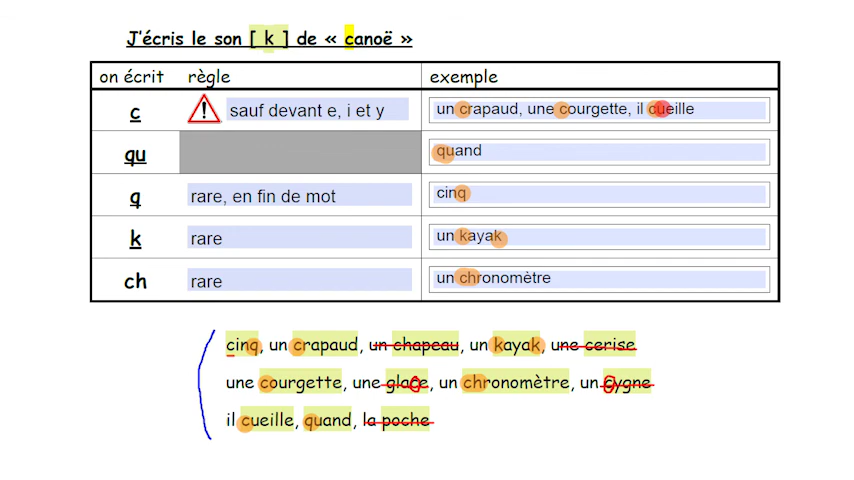 J'écris le son [ k ] de « canoë »
on écrit règle exemple
c sauf devant e, i et y un crapaud, une courgette, il cueille
qu quand
q rare, en fin de mot cinq
k rare un kayak
ch rare un chronomètre
cinq, un crapaud, un chapeau, un kayak, une cerise
une courgette, une glace, un chronomètre, un cygne
il cueille, quand, la poche